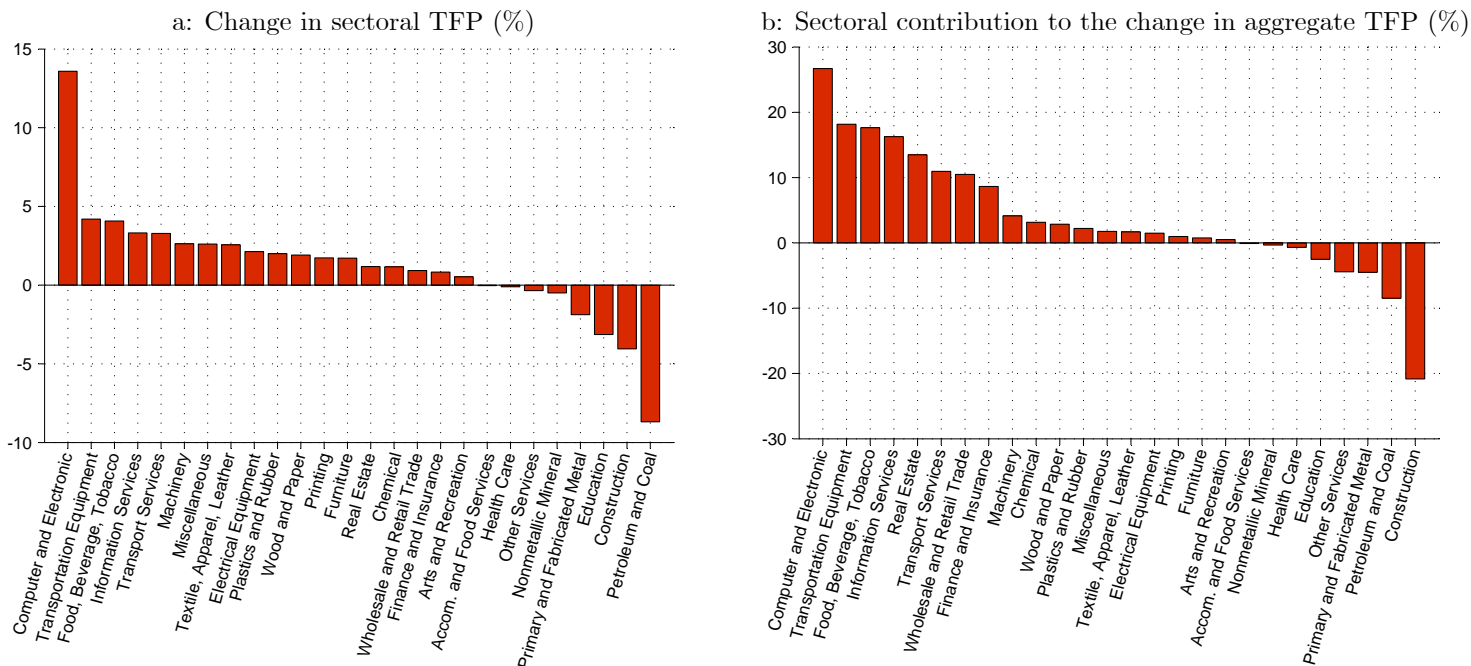 a: Change in sectoral TFP (%)
15
10
5
0
-5
-10
Computer and Electronic
Transportation Equipment
Food, Beverage, Tobacco
Information Services
Transport Services
Machinery
Miscellaneous
Textile, Apparel, Leather
Electrical Equipment
Plastics and Rubber
Wood and Paper
Printing
Furniture
Real Estate
Chemical
Wholesale and Retail Trade
Finance and Insurance
Arts and Recreation
Accom. and Food Services
Health Care
Other Services
Nonmetallic Mineral
Primary and Fabricated Metal
Education
Construction
Petroleum and Coal
b: Sectoral contribution to the change in aggregate TFP (%)
30
20
10
0
-10
-20
-30
Computer and Electronic
Transportation Equipment
Food, Beverage, Tobacco
Information Services
Real Estate
Transport Services
Wholesale and Retail Trade
Finance and Insurance
Machinery
Chemical
Wood and Paper
Plastics and Rubber
Miscellaneous
Textile, Apparel, Leather
Electrical Equipment
Printing
Furniture
Arts and Recreation
Accom. and Food Services
Nonmetallic Mineral
Health Care
Education
Other Services
Primary and Fabricated Metal
Petroleum and Coal
Construction